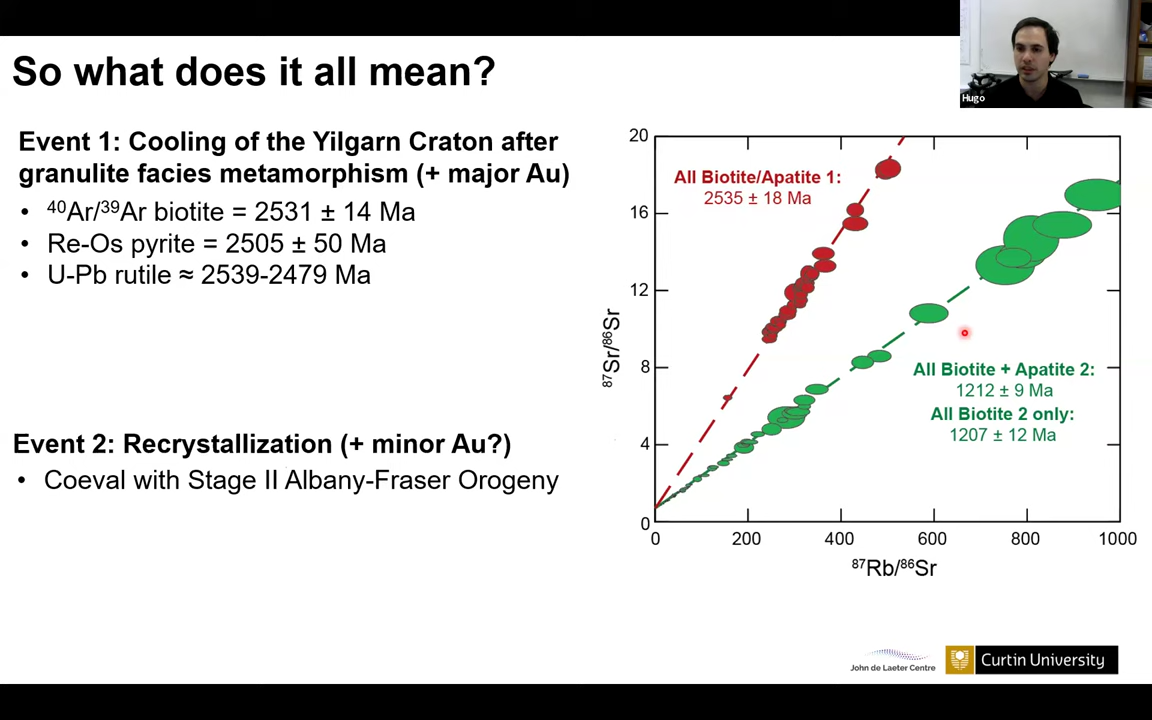 So what does it all mean?
Hugo
Event 1: Cooling of the Yilgarn Craton after
granulite facies metamorphism (+ major Au)
• ⁴⁰Ar/³⁹Ar biotite = 2531 ± 14 Ma
• Re-Os pyrite = 2505 ± 50 Ma
• U-Pb rutile ≈ 2539-2479 Ma
Event 2: Recrystallization (+ minor Au?)
• Coeval with Stage II Albany-Fraser Orogeny
20
16
12
8
4
0
⁸⁷Sr/⁸⁶Sr
All Biotite/Apatite 1:
2535 ± 18 Ma
All Biotite + Apatite 2:
1212 ± 9 Ma
All Biotite 2 only:
1207 ± 12 Ma
0 200 400 600 800 1000
⁸⁷Rb/⁸⁶Sr
John de Laeter Centre
Curtin University